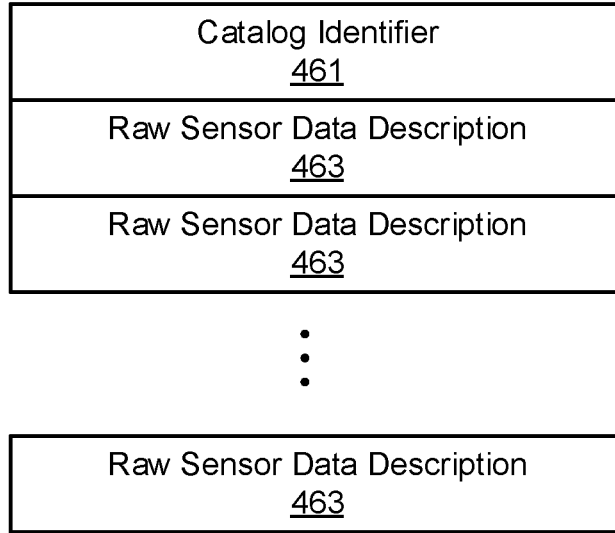 Catalog Identifier
461
Raw Sensor Data Description
463
Raw Sensor Data Description
463
Raw Sensor Data Description
463